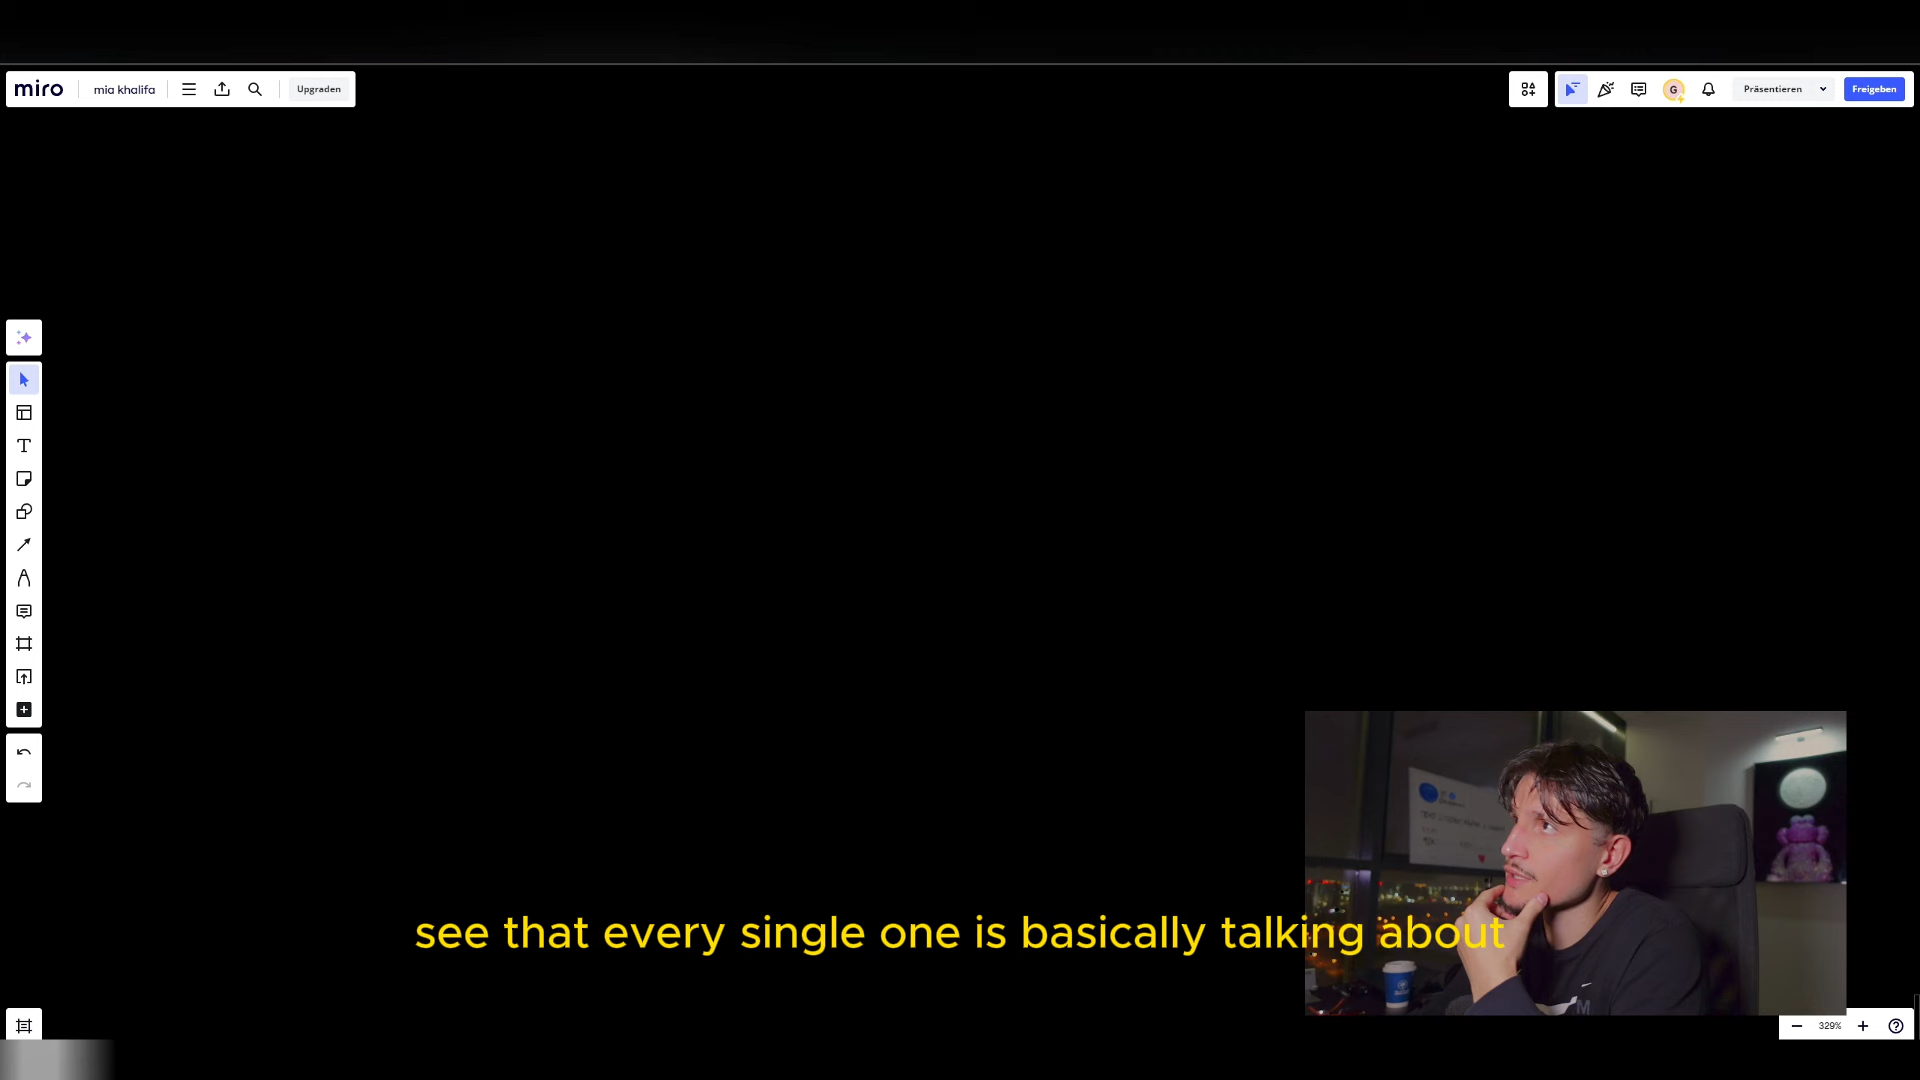 miro
mia khalifa
Upgraden
G
Präsentieren
Freigeben
see that every single one is basically talking about
329%